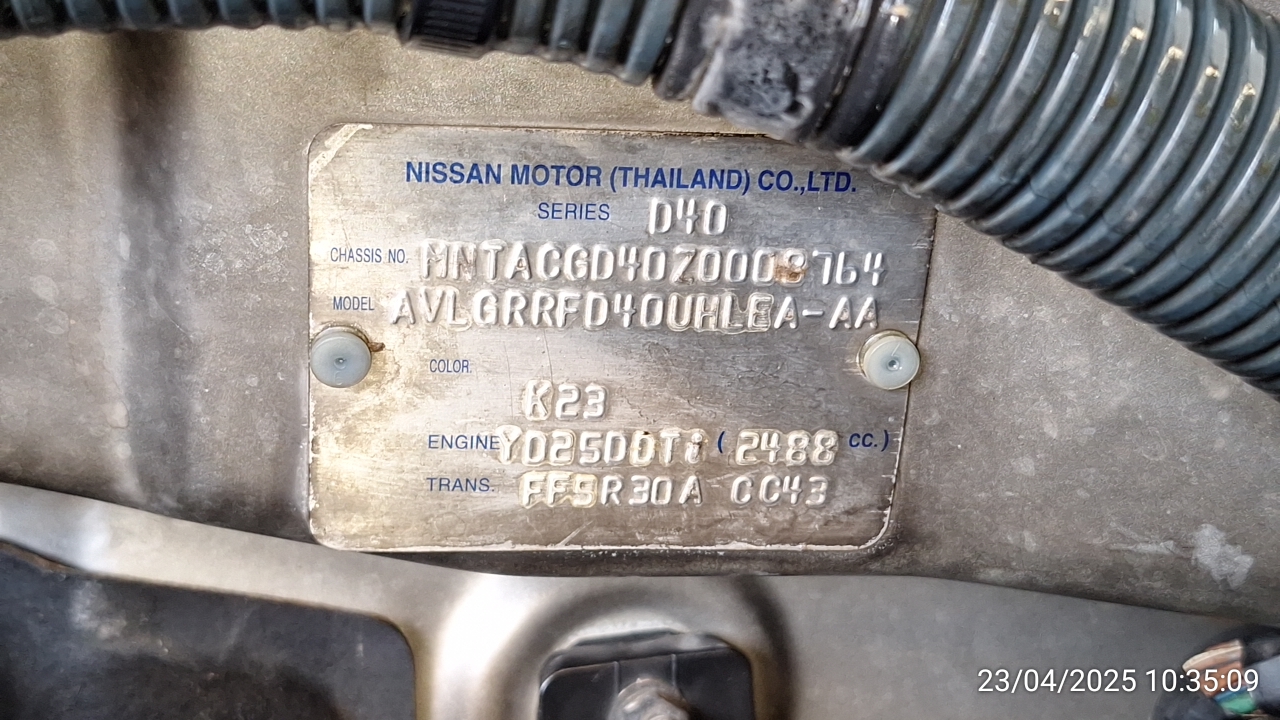 NISSAN MOTOR (THAILAND) CO.,LTD.
SERIES D40
CHASSIS NO. MNTACGD40Z0008764
MODEL AVLGRRFD40UHLEA-AA
COLOR.
K23
ENGINE YD25DDTi ( 2488 CC.)
TRANS. FF5R30A CC43
23/04/2025 10:35:09